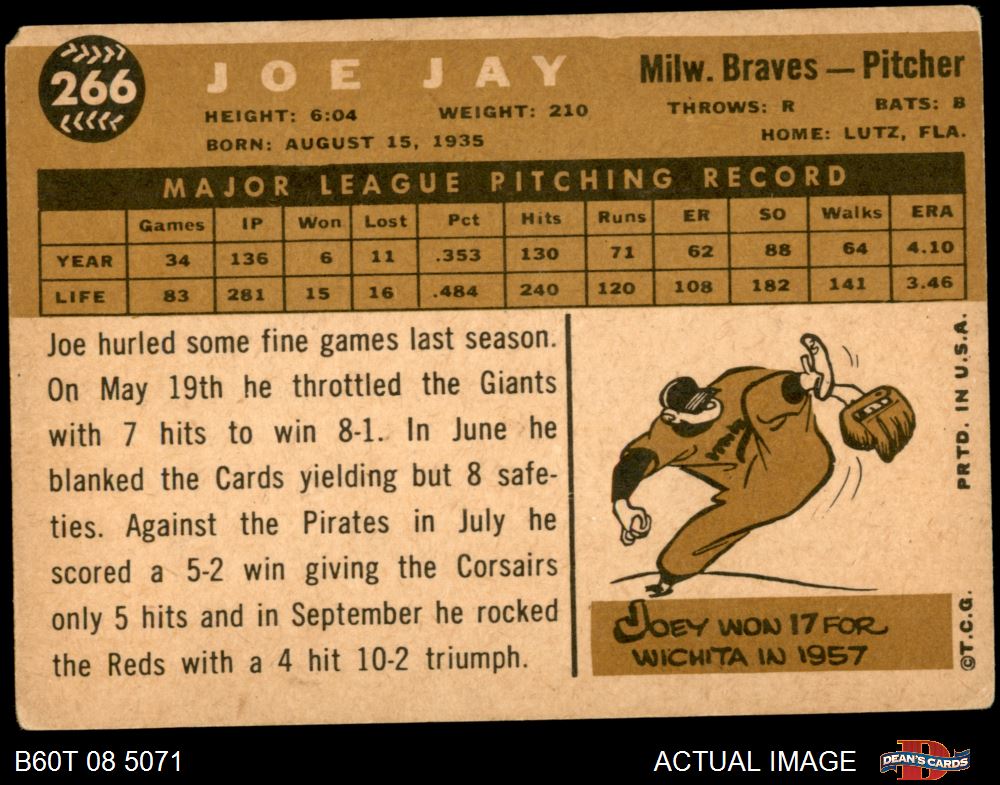 266
JOE JAY
Milw. Braves — Pitcher
HEIGHT: 6:04 WEIGHT: 210 THROWS: R BATS: B
BORN: AUGUST 15, 1935 HOME: LUTZ, FLA.
MAJOR LEAGUE PITCHING RECORD
Games IP Won Lost Pct Hits Runs ER SO Walks ERA
YEAR 34 136 6 11 .353 130 71 62 88 64 4.10
LIFE 83 281 15 16 .484 240 120 108 182 141 3.46
Joe hurled some fine games last season.
On May 19th he throttled the Giants
with 7 hits to win 8-1. In June he
blanked the Cards yielding but 8 safe-
ties. Against the Pirates in July he
scored a 5-2 win giving the Corsairs
only 5 hits and in September he rocked
the Reds with a 4 hit 10-2 triumph.
JOEY WON 17 FOR
WICHITA IN 1957
PRTD. IN U.S.A.
©T.C.G.
B60T 08 5071
ACTUAL IMAGE
D
DEAN'S CARDS